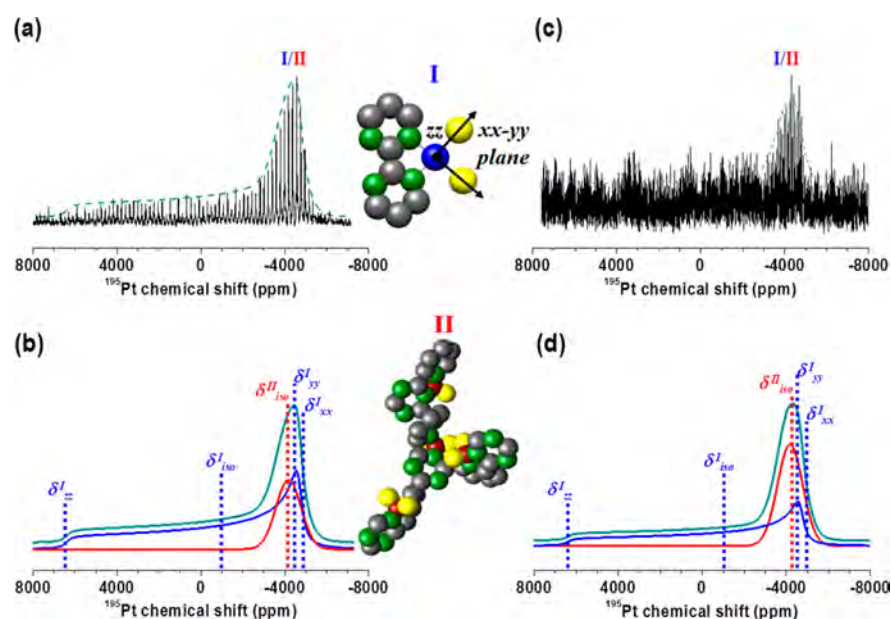 (a)
I/II
8000 4000 0 -4000 -8000
¹⁹⁵Pt chemical shift (ppm)
I
zz xx-yy
plane
(c)
I/II
8000 4000 0 -4000 -8000
¹⁹⁵Pt chemical shift (ppm)
(b)
δᴵzz
δᴵiso
δᴵᴵiso
δᴵyy
δᴵxx
8000 4000 0 -4000 -8000
¹⁹⁵Pt chemical shift (ppm)
II
(d)
δᴵzz
δᴵiso
δᴵᴵiso
δᴵyy
δᴵxx
8000 4000 0 -4000 -8000
¹⁹⁵Pt chemical shift (ppm)